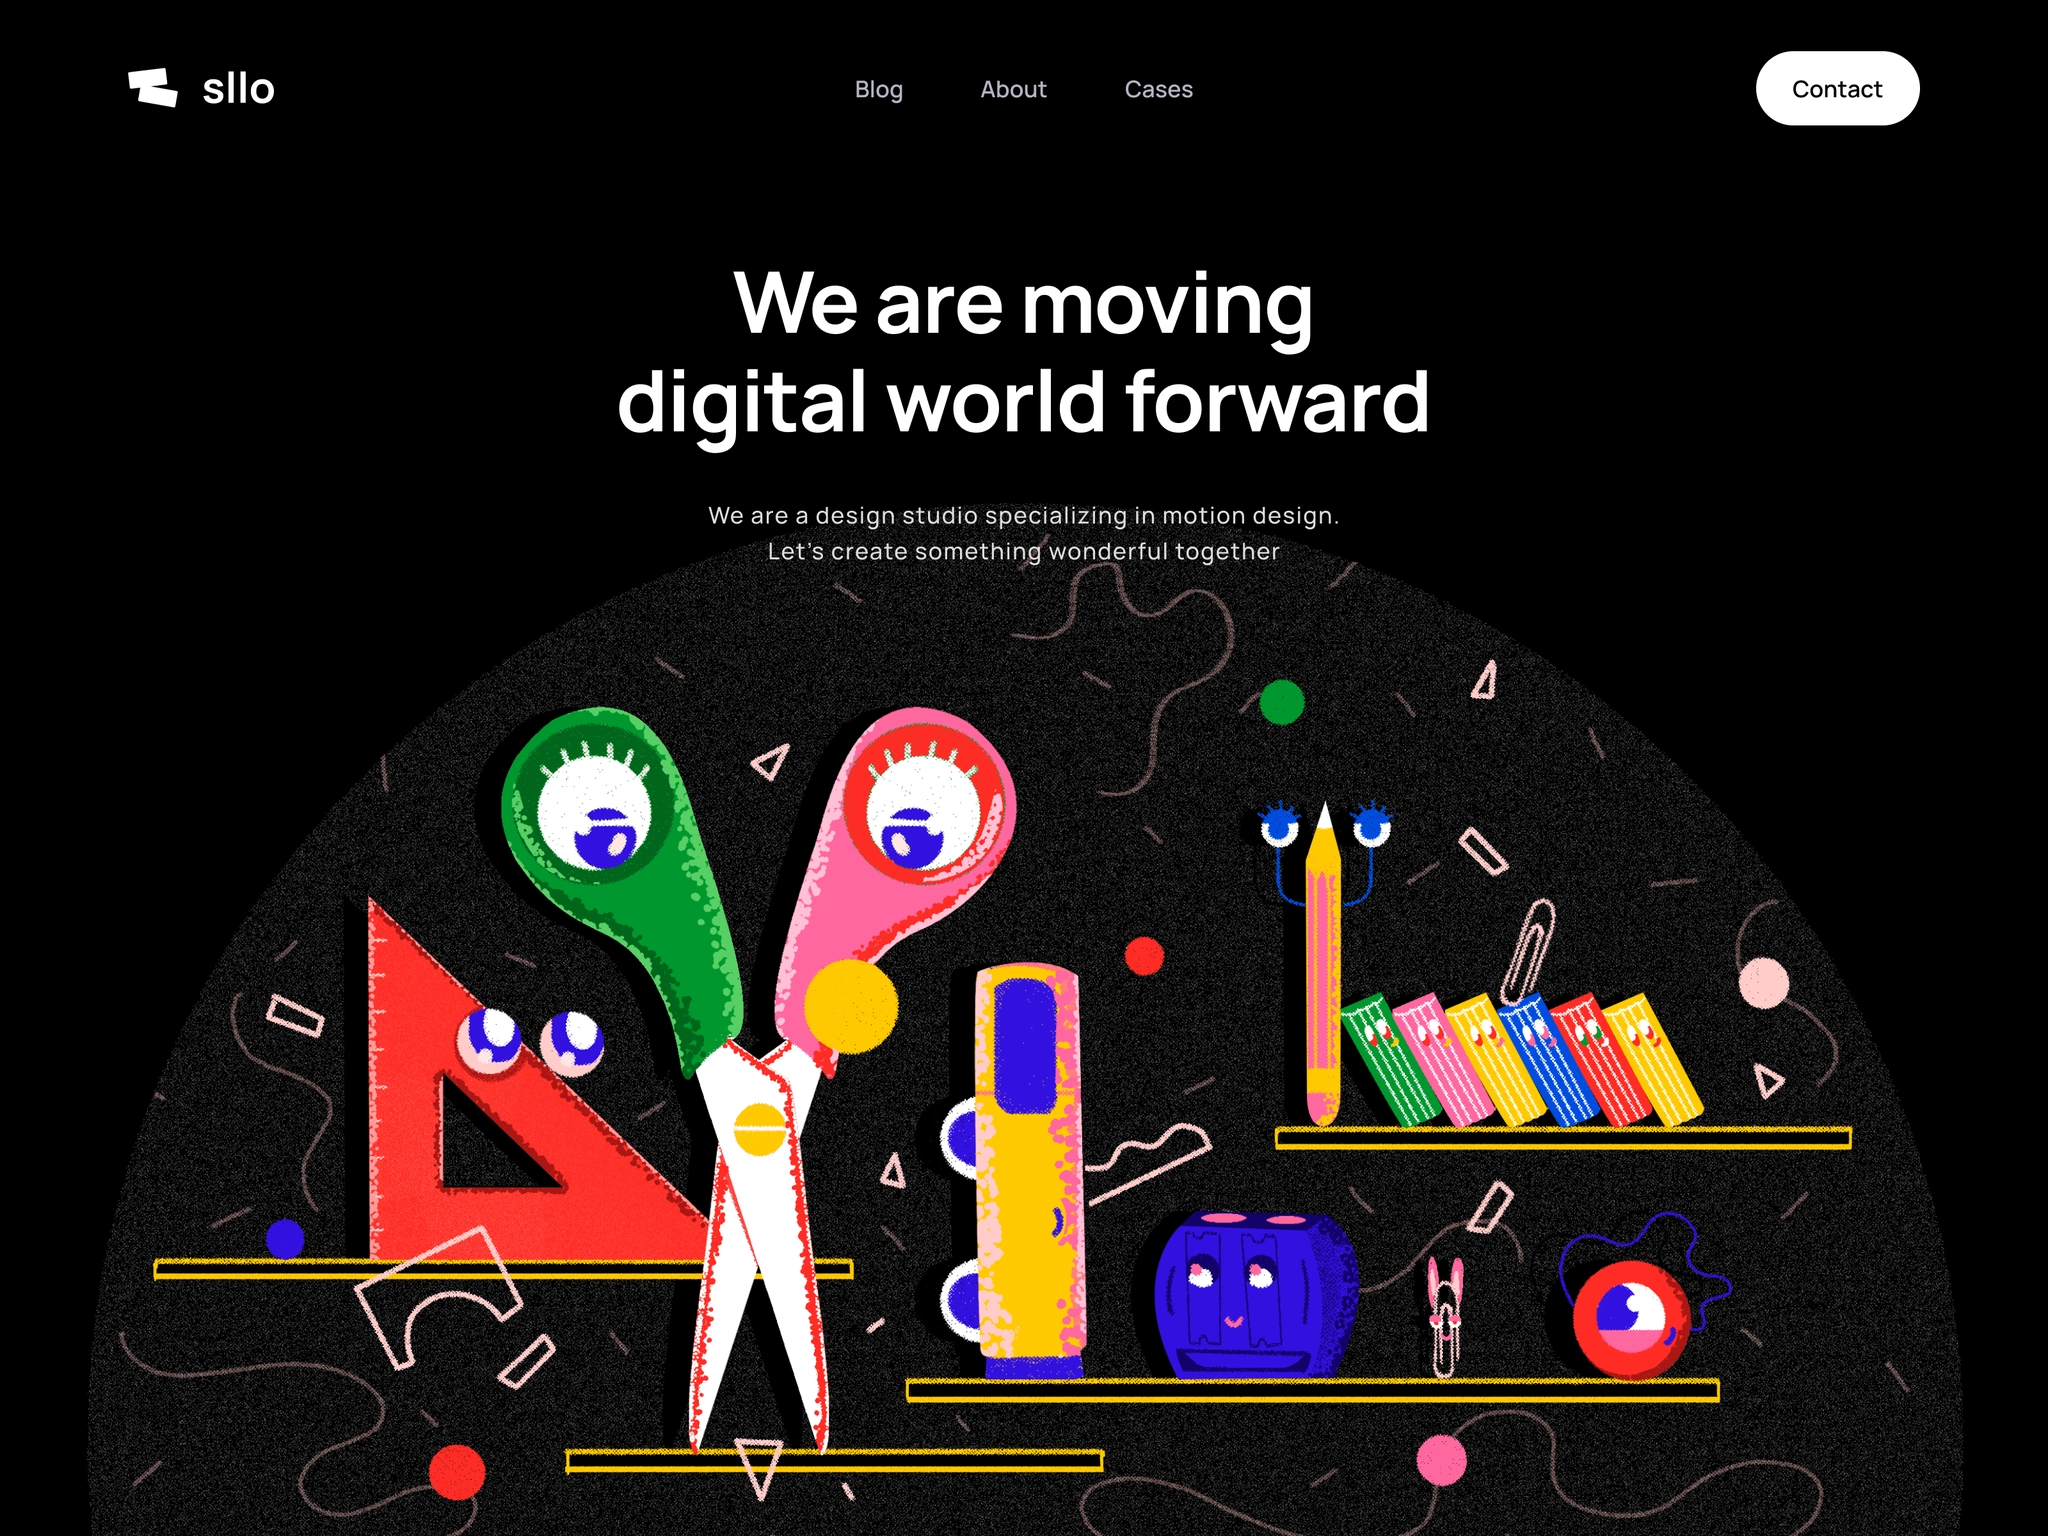 sllo
Blog
About
Cases
Contact
We are moving
digital world forward
We are a design studio specializing in motion design.
Let's create something wonderful together